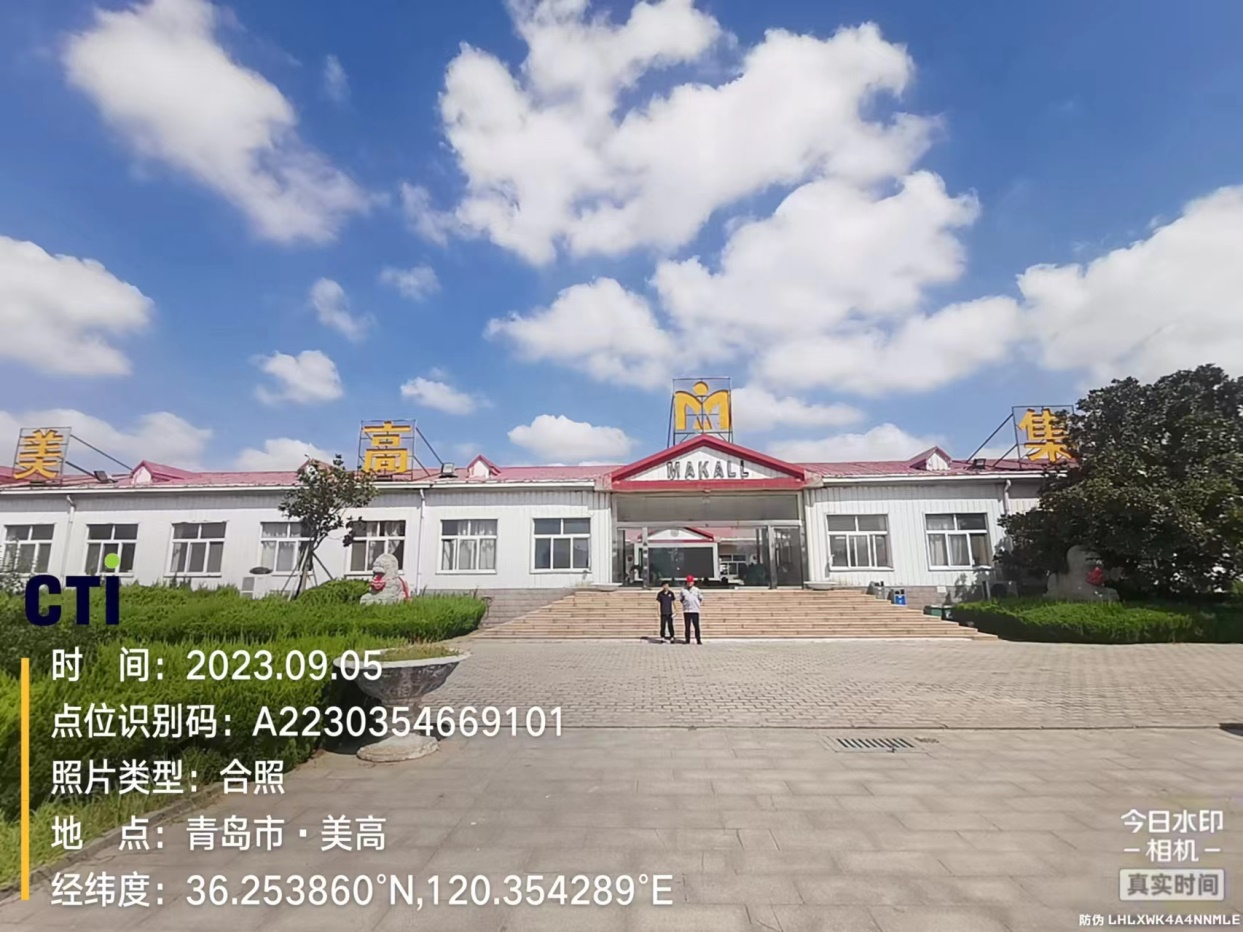 美 高 集
MAKALL
CTI
时 间：2023.09.05
点位识别码：A2230354669101
照片类型：合照
地 点：青岛市·美高
经纬度：36.253860°N,120.354289°E
今日水印
相机
真实时间
防伪 LHLXWK4A4NNMLE